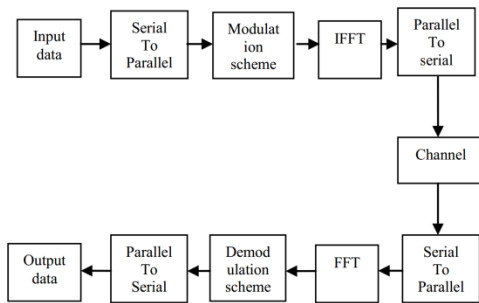 Input
data
Serial
To
Parallel
Modulat
ion
scheme
IFFT
Parallel
To
serial
Channel
Serial
To
Parallel
FFT
Demod
ulation
scheme
Parallel
To
Serial
Output
data